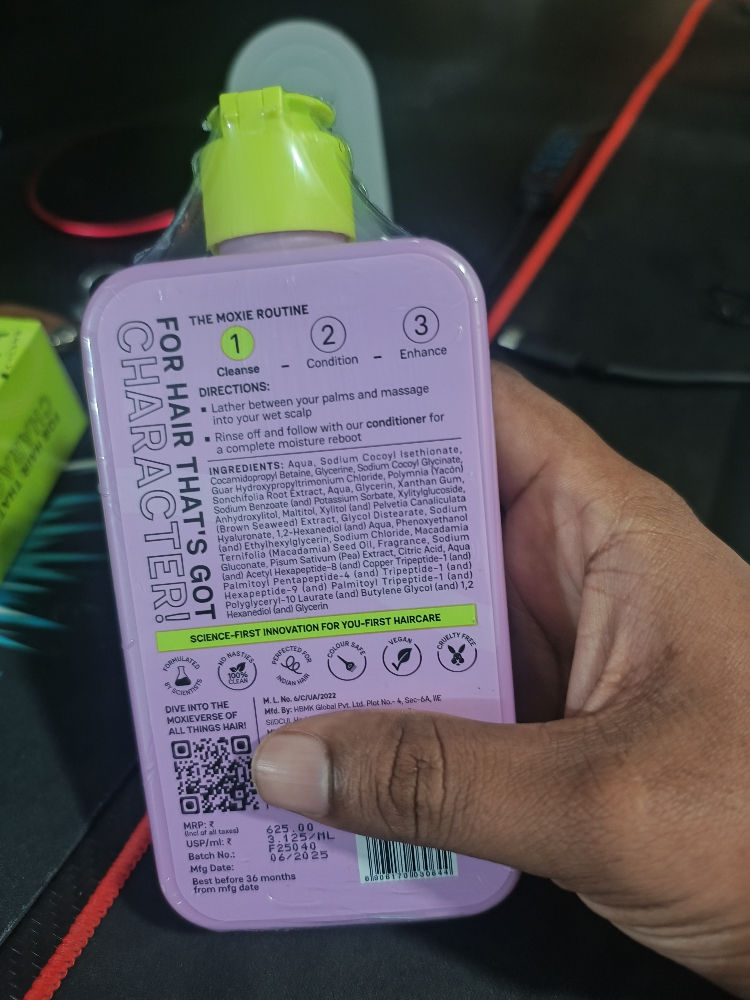 FOR HAIR THAT'S GOT
CHARACTER!
THE MOXIE ROUTINE
1 - 2 - 3
Cleanse Condition Enhance
DIRECTIONS:
▪ Lather between your palms and massage
into your wet scalp
▪ Rinse off and follow with our conditioner for
a complete moisture reboot
INGREDIENTS: Aqua, Sodium Cocoyl Isethionate,
Cocamidopropyl Betaine, Glycerine, Sodium Cocoyl Glycinate,
Guar Hydroxypropyltrimonium Chloride, Polymnia (Yacón)
Sonchifolia Root Extract, Aqua, Glycerin, Xanthan Gum,
Sodium Benzoate (and) Potassium Sorbate, Xylitylglucoside,
Anhydroxylitol, Maltitol, Xylitol (and) Pelvetia Canaliculata
(Brown Seaweed) Extract, Glycol Distearate, Sodium
Hyaluronate, 1,2-Hexanediol (and) Aqua, Phenoxyethanol
(and) Ethylhexylglycerin, Sodium Chloride, Macadamia
Ternifolia (Macadamia) Seed Oil, Fragrance, Sodium
Gluconate, Pisum Sativum (Pea) Extract, Citric Acid, Aqua
(and) Acetyl Hexapeptide-8 (and) Copper Tripeptide-1 (and)
Palmitoyl Pentapeptide-4 (and) Tripeptide-1 (and)
Hexapeptide-9 (and) Palmitoyl Tripeptide-1 (and)
Polyglyceryl-10 Laurate (and) Butylene Glycol (and) 1,2
Hexanediol (and) Glycerin
SCIENCE-FIRST INNOVATION FOR YOU-FIRST HAIRCARE
FORMULATED BY SCIENTISTS
NO NASTIES 100% CLEAN
PERFECTED FOR INDIAN HAIR
COLOUR SAFE
VEGAN
CRUELTY FREE
DIVE INTO THE
MOXIEVERSE OF
ALL THINGS HAIR!
M. L. No. 6/C/UA/2022
Mfd. By: HBMK Global Pvt. Ltd. Plot No.- 4, Sec-6A, IIE
SIDCUL
MRP: ₹ 625.00
(incl of all taxes)
USP/ml: ₹ 3.125/ML
Batch No.: F25040
Mfg Date: 06/2025
Best before 36 months
from mfg date
FOR HAIR THAT